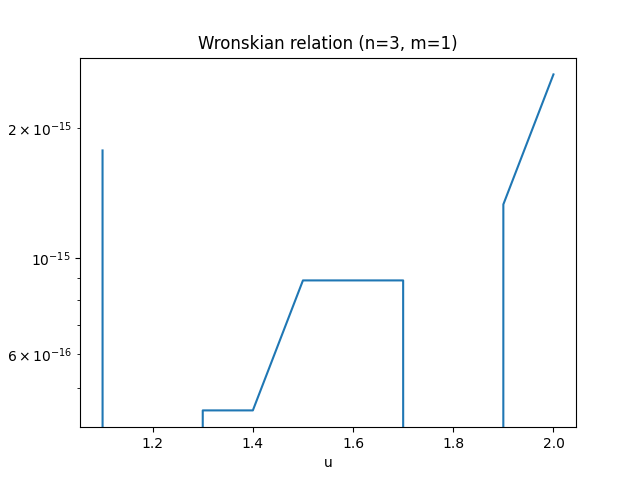 Wronskian relation (n=3, m=1)
2 × 10⁻¹⁵
10⁻¹⁵
6 × 10⁻¹⁶
1.2 1.4 1.6 1.8 2.0
u